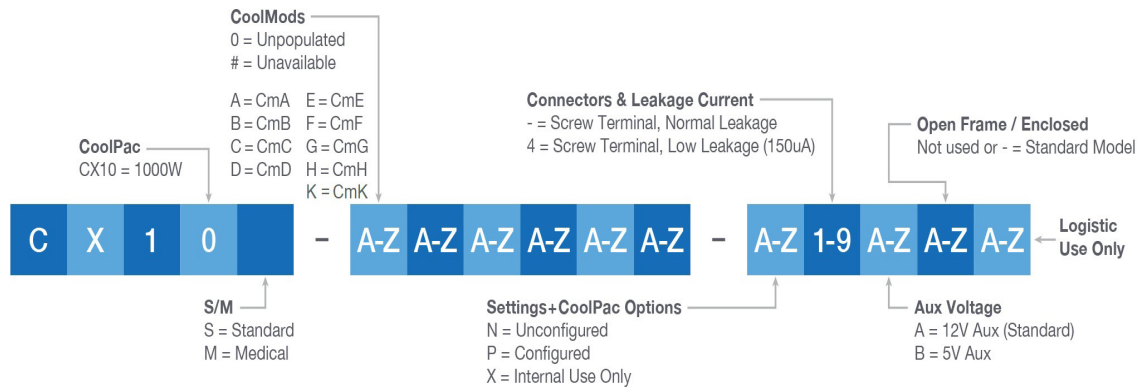 CoolMods
0 = Unpopulated
# = Unavailable
A = CmA E = CmE
B = CmB F = CmF
C = CmC G = CmG
D = CmD H = CmH
K = CmK
CoolPac
CX10 = 1000W
Connectors & Leakage Current
- = Screw Terminal, Normal Leakage
4 = Screw Terminal, Low Leakage (150uA)
Open Frame / Enclosed
Not used or - = Standard Model
C X 1 0 - A-Z A-Z A-Z A-Z A-Z A-Z - A-Z 1-9 A-Z A-Z A-Z
Logistic
Use Only
S/M
S = Standard
M = Medical
Settings+CoolPac Options
N = Unconfigured
P = Configured
X = Internal Use Only
Aux Voltage
A = 12V Aux (Standard)
B = 5V Aux